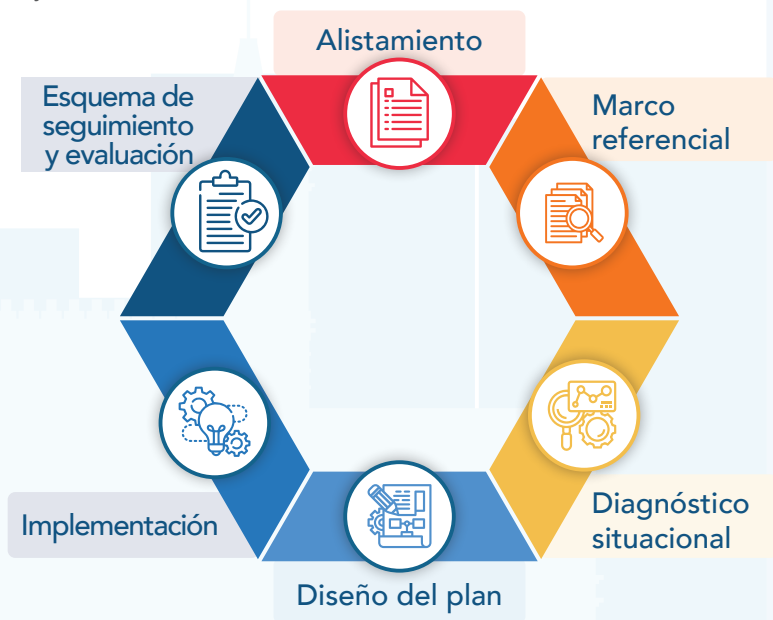 Alistamiento
Marco
referencial
Diagnóstico
situacional
Diseño del plan
Implementación
Esquema de
seguimiento
y evaluación